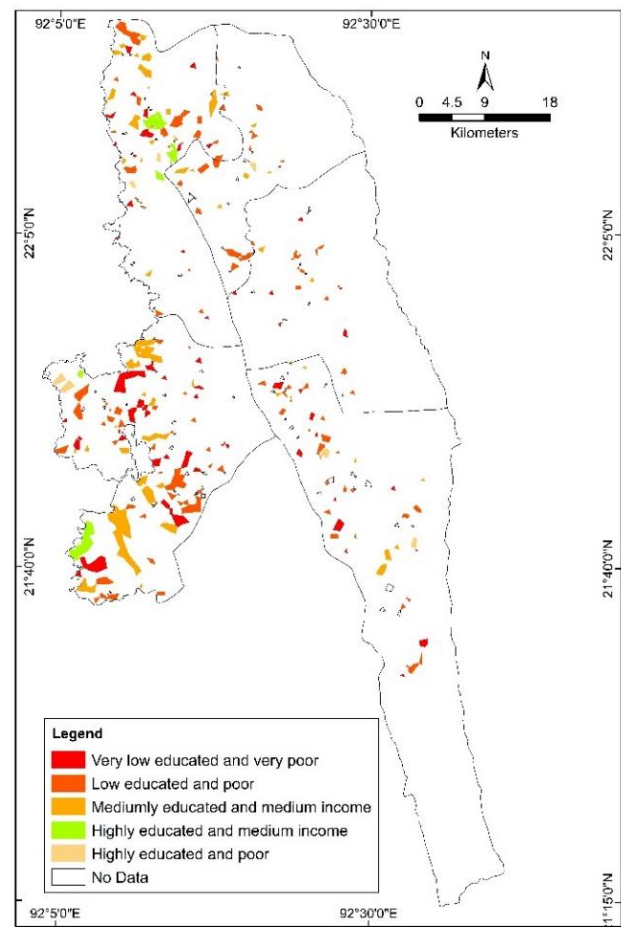 92°5'0"E
92°30'0"E
N
0 4.5 9 18
Kilometers
22°5'0"N
22°5'0"N
21°40'0"N
21°40'0"N
Legend
Very low educated and very poor
Low educated and poor
Mediumly educated and medium income
Highly educated and medium income
Highly educated and poor
No Data
21°15'0"N
92°5'0"E
92°30'0"E